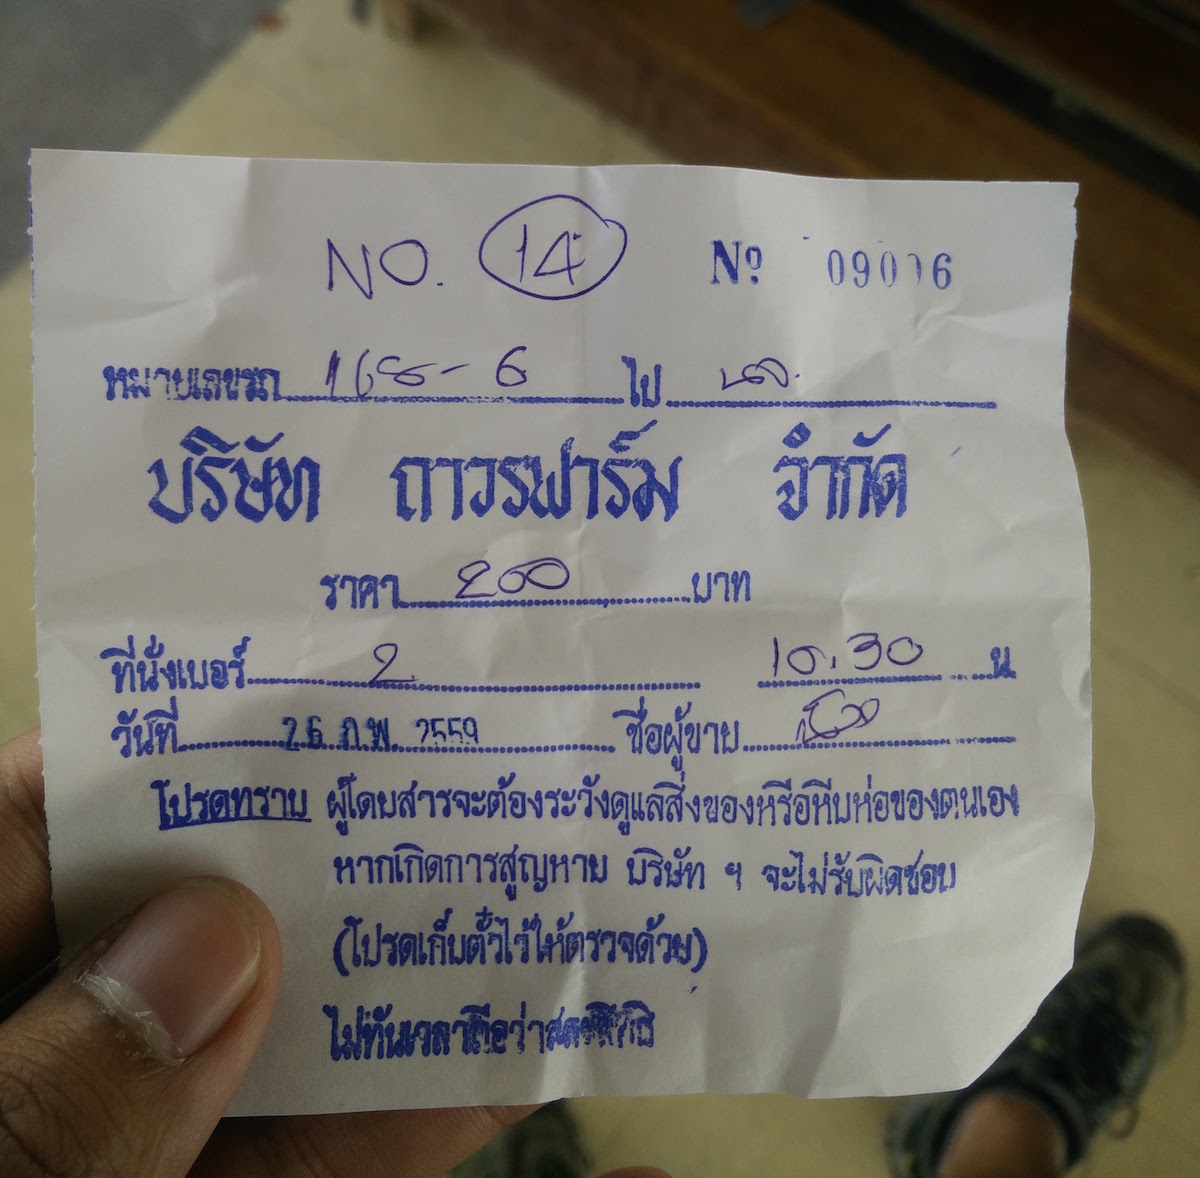 NO. 14 Nº 09006
หมายเลขรถ 168-6 ไป
บริษัท ถาวรฟาร์ม จำกัด
ราคา 200 บาท
ที่นั่งเบอร์ 2 10.30 น
วันที่ 26 ก.พ. 2559 ชื่อผู้ขาย
โปรดทราบ ผู้โดยสารจะต้องระวังดูแลสิ่งของหรือหีบห่อของตนเอง
หากเกิดการสูญหาย บริษัท ฯ จะไม่รับผิดชอบ
(โปรดเก็บตั๋วไว้ให้ตรวจด้วย)
ไม่ทันเวลาถือว่าสละสิทธิ